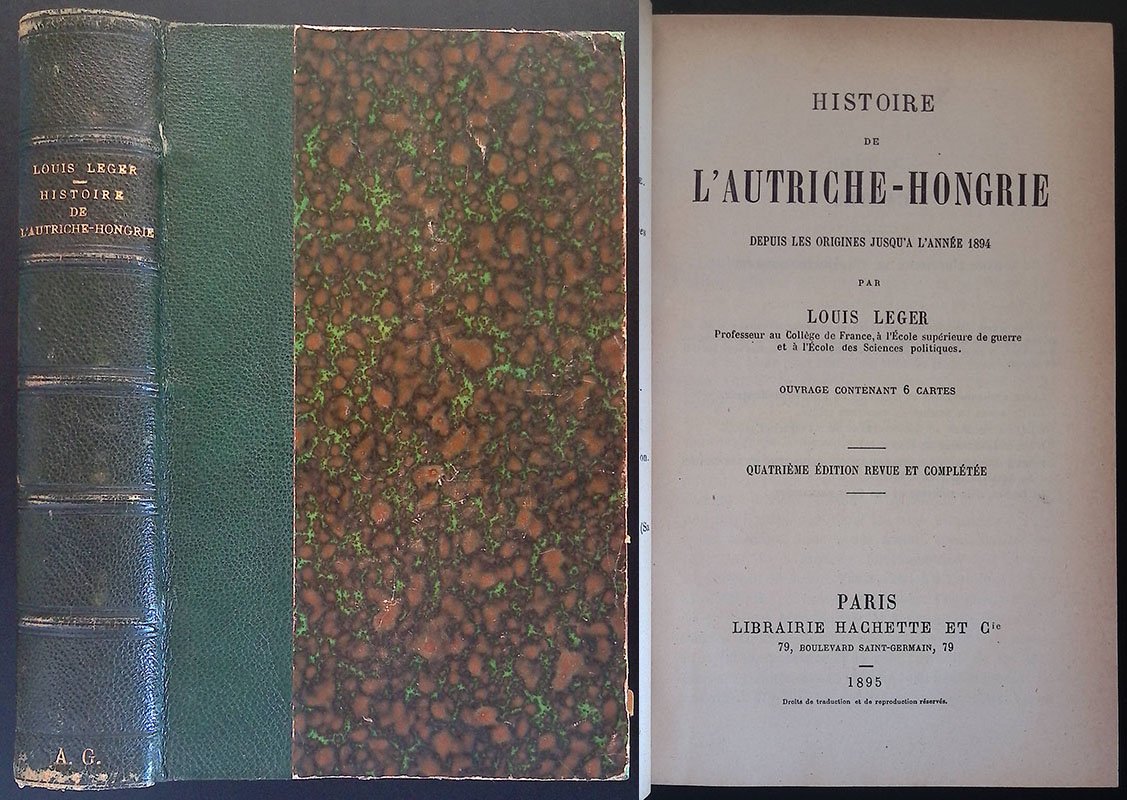 LOUIS LEGER
HISTOIRE
DE
L'AUTRICHE-HONGRIE
A. G.
HISTOIRE
DE
L'AUTRICHE-HONGRIE
DEPUIS LES ORIGINES JUSQU'A L'ANNÉE 1894
PAR
LOUIS LEGER
Professeur au Collège de France, à l'École supérieure de guerre
et à l'École des Sciences politiques.
OUVRAGE CONTENANT 6 CARTES
QUATRIÈME ÉDITION REVUE ET COMPLÉTÉE
PARIS
LIBRAIRIE HACHETTE ET Cie
79, BOULEVARD SAINT-GERMAIN, 79
1895
Droits de traduction et de reproduction réservés.